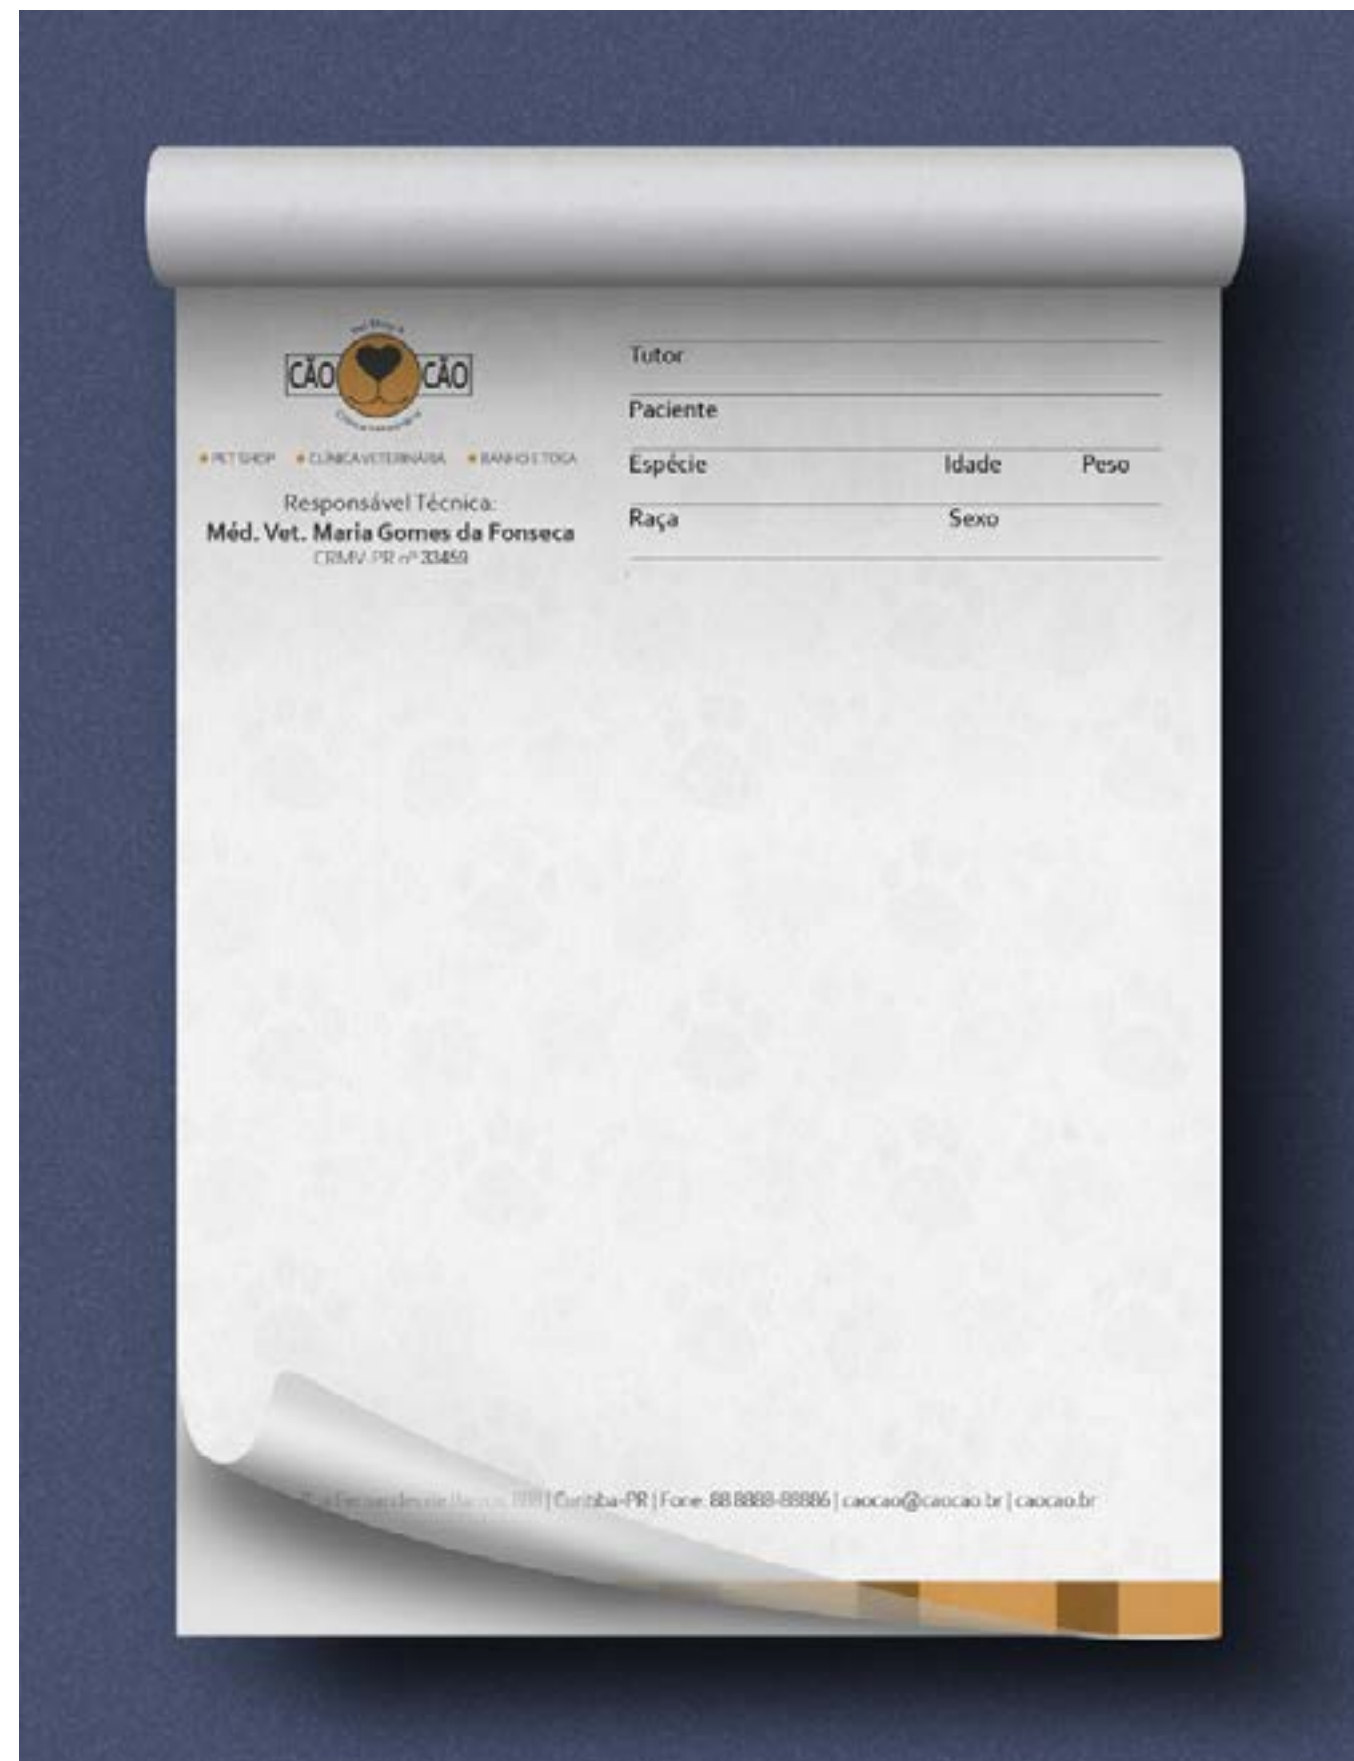 CÃO CÃO
• PET SHOP • CLÍNICA VETERINÁRIA • BANHO E TOSA
Responsável Técnica:
Méd. Vet. Maria Gomes da Fonseca
CRMV-PR nº 33459
Tutor
Paciente
Espécie Idade Peso
Raça Sexo
| Curitiba-PR | Fone: 88 8888-88886 | caocao@caocao.br | caocao.br